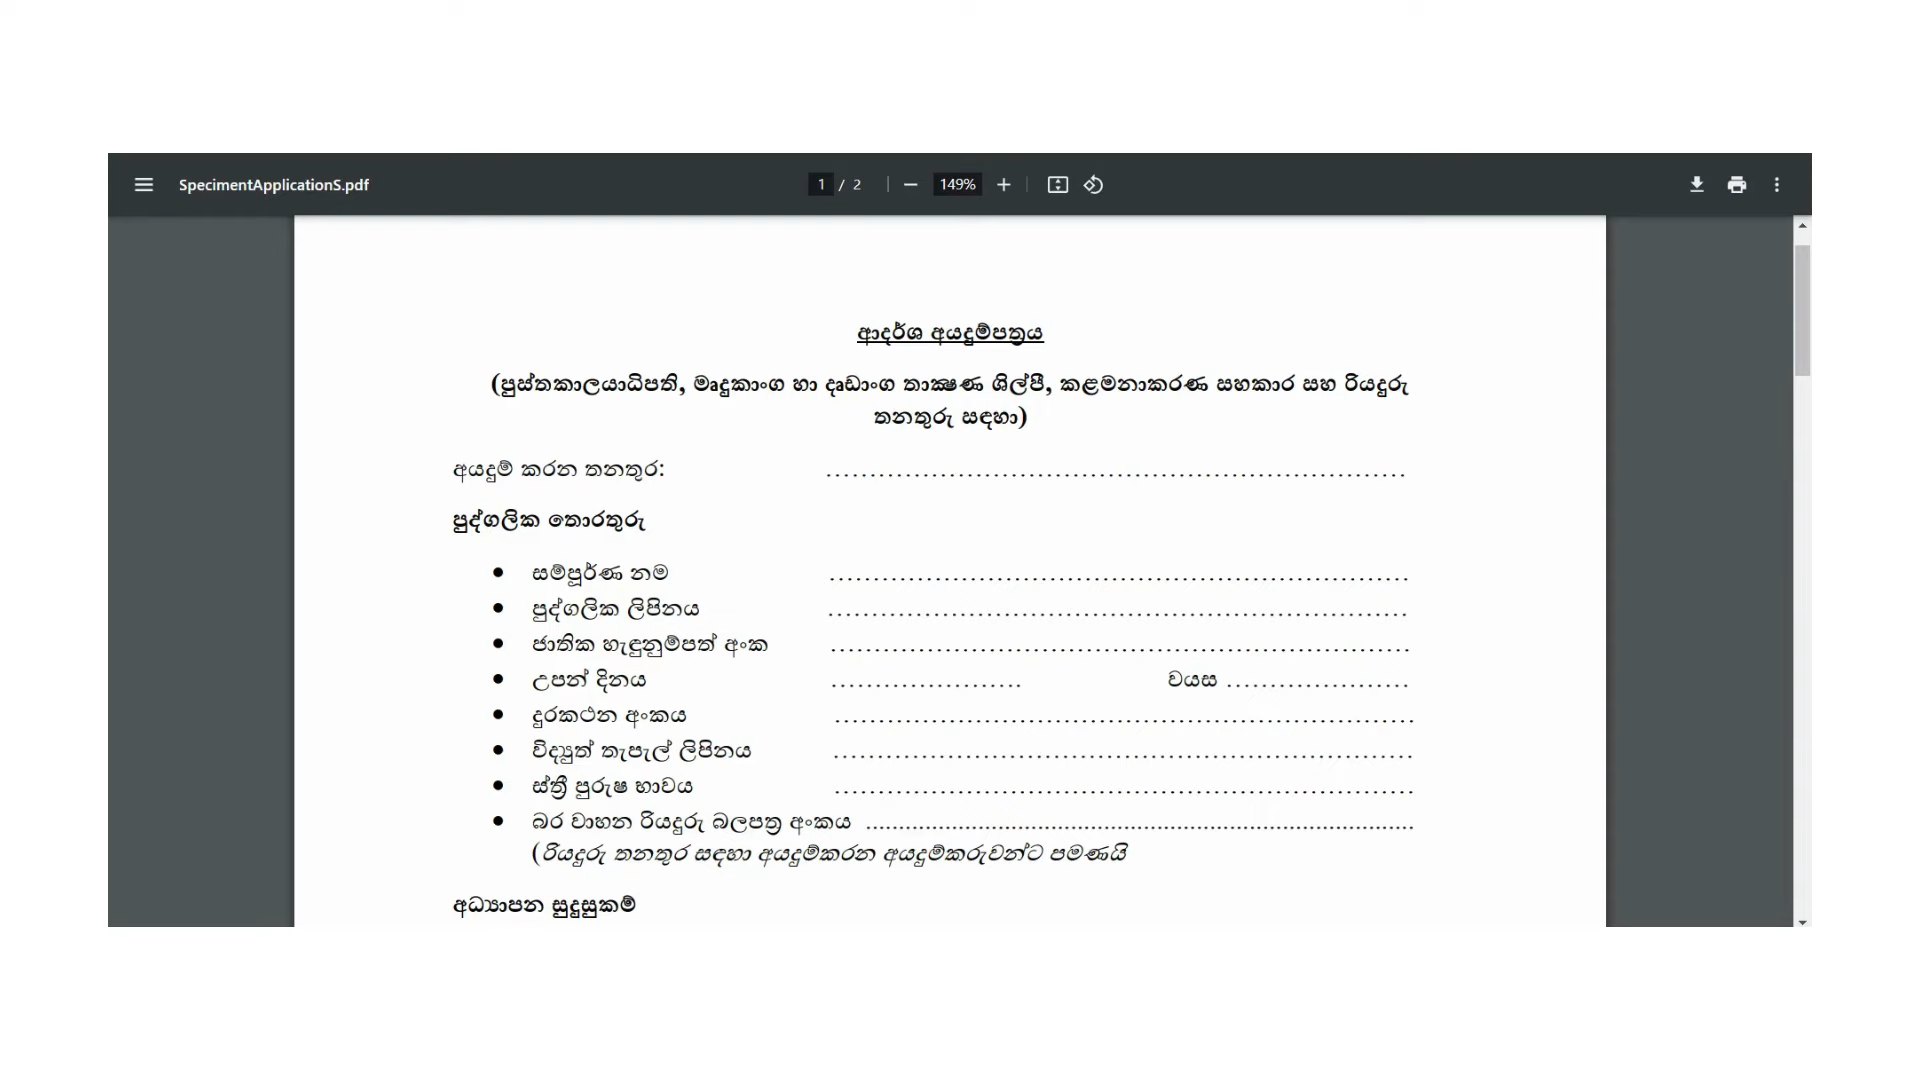 SpecimentApplicationS.pdf
1 / 2
149%
ආදර්ශ අයදුම්පත්‍රය
(පුස්තකාලයාධිපති, මෘදුකාංග හා දෘඩාංග තාක්‍ෂණ ශිල්පී, කළමනාකරණ සහකාර සහ රියදුරු
තනතුරු සඳහා)
අයදුම් කරන තනතුර: ................................................................
පුද්ගලික තොරතුරු
• සම්පූර්ණ නම ................................................................
• පුද්ගලික ලිපිනය ................................................................
• ජාතික හැඳුනුම්පත් අංක ................................................................
• උපන් දිනය ..................... වයස .....................
• දුරකථන අංකය ................................................................
• විද්‍යුත් තැපැල් ලිපිනය ................................................................
• ස්ත්‍රී පුරුෂ භාවය ................................................................
• බර වාහන රියදුරු බලපත්‍ර අංකය ................................................................
(රියදුරු තනතුර සඳහා අයදුම්කරන අයදුම්කරුවන්ට පමණයි
අධ්‍යාපන සුදුසුකම්